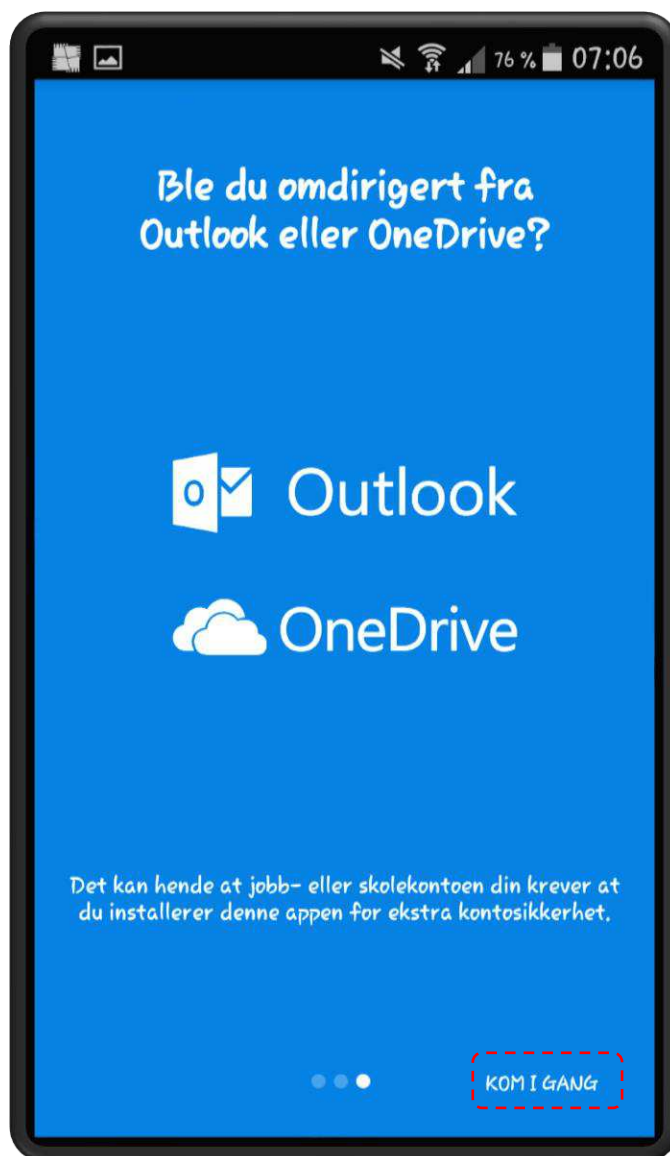 76 % 07:06
Ble du omdirigert fra
Outlook eller OneDrive?
Outlook
OneDrive
Det kan hende at jobb- eller skolekontoen din krever at
du installerer denne appen for ekstra kontosikkerhet.
KOM I GANG